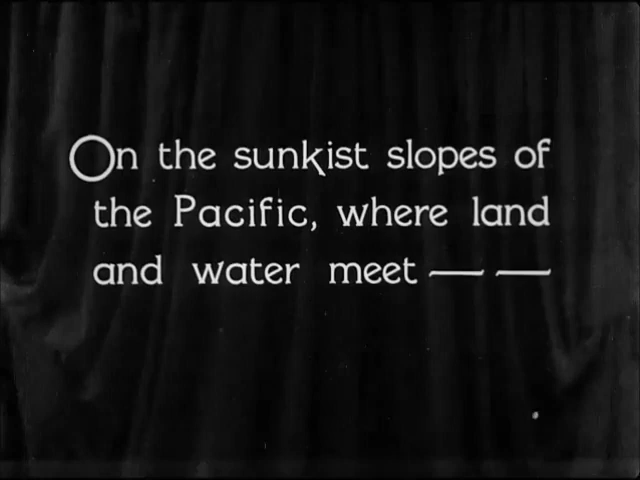 On the sunkist slopes of
the Pacific, where land
and water meet — —